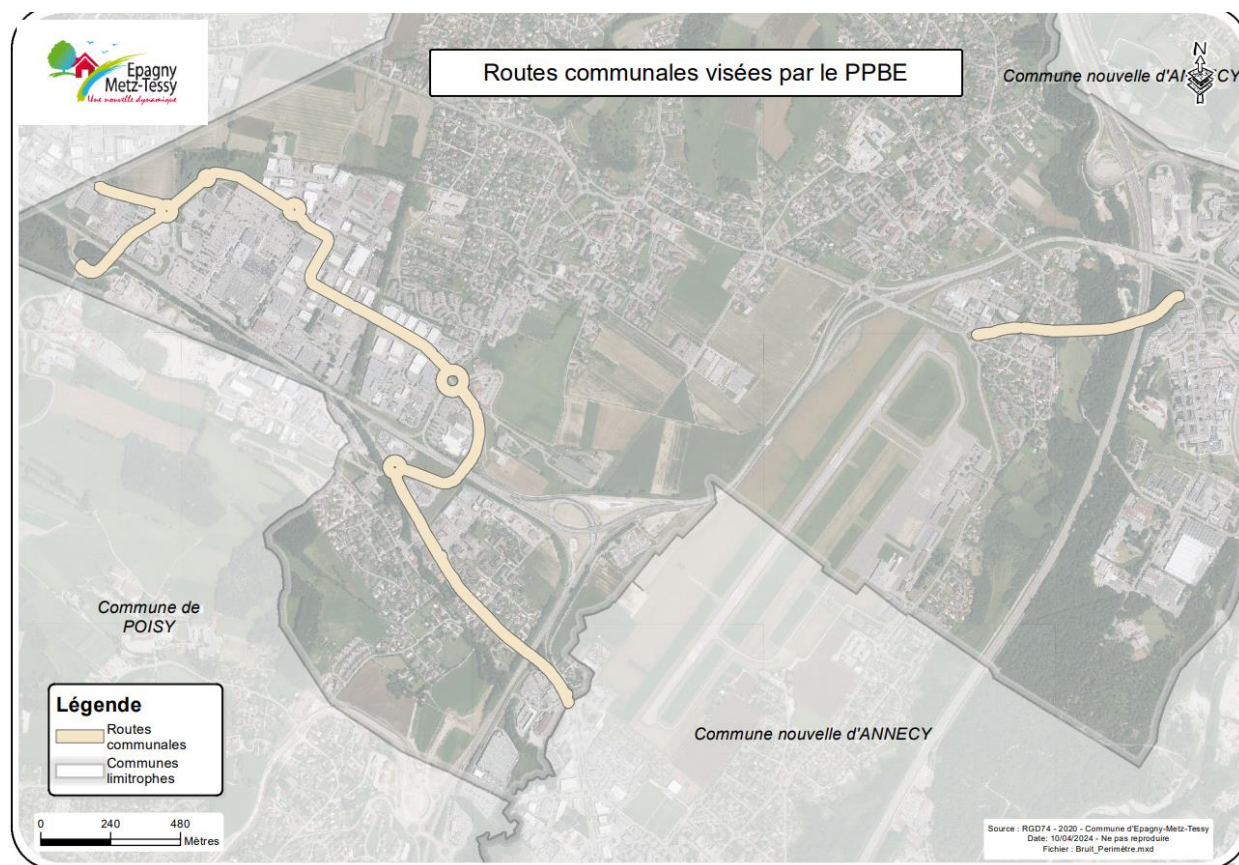 Epagny
Metz-Tessy
Une nouvelle dynamique
Routes communales visées par le PPBE
N
Commune nouvelle d'AN CY
Commune de
POISY
Commune nouvelle d'ANNECY
Légende
Routes
communales
Communes
limitrophes
0 240 480
Mètres
Source : RGD74 - 2020 - Commune d'Epagny-Metz-Tessy
Date: 10/04/2024 - Ne pas reproduire
Fichier : Bruit_Perimètre.mxd